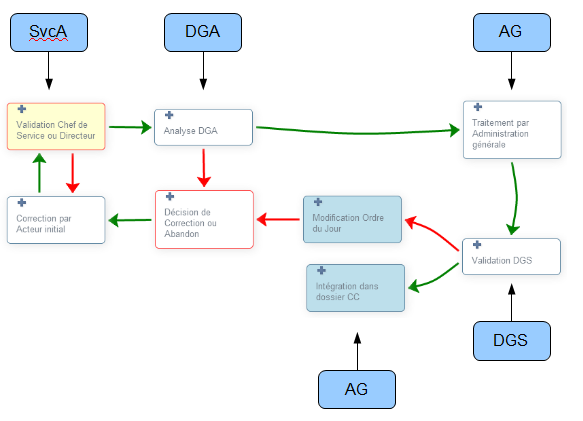 SvcA
DGA
AG
Validation Chef de
Service ou Directeur
Analyse DGA
Traitement par
Administration
générale
Correction par
Acteur initial
Décision de
Correction ou
Abandon
Modification Ordre
du Jour
Validation DGS
Intégration dans
dossier CC
DGS
AG